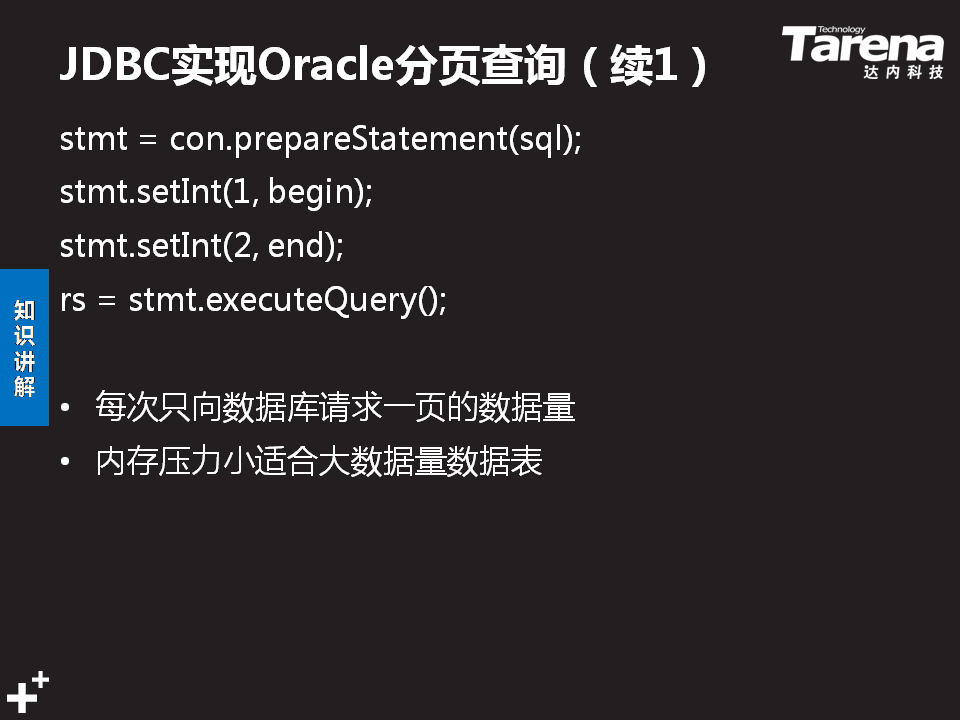 JDBC实现Oracle分页查询（续1）
Technology
Tarena
达内科技
stmt = con.prepareStatement(sql);
stmt.setInt(1, begin);
stmt.setInt(2, end);
rs = stmt.executeQuery();
知识讲解
• 每次只向数据库请求一页的数据量
• 内存压力小适合大数据量数据表